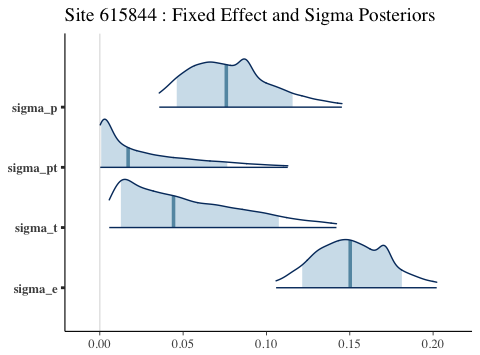 Site 615844 : Fixed Effect and Sigma Posteriors
sigma_p
sigma_pt
sigma_t
sigma_e
0.00 0.05 0.10 0.15 0.20